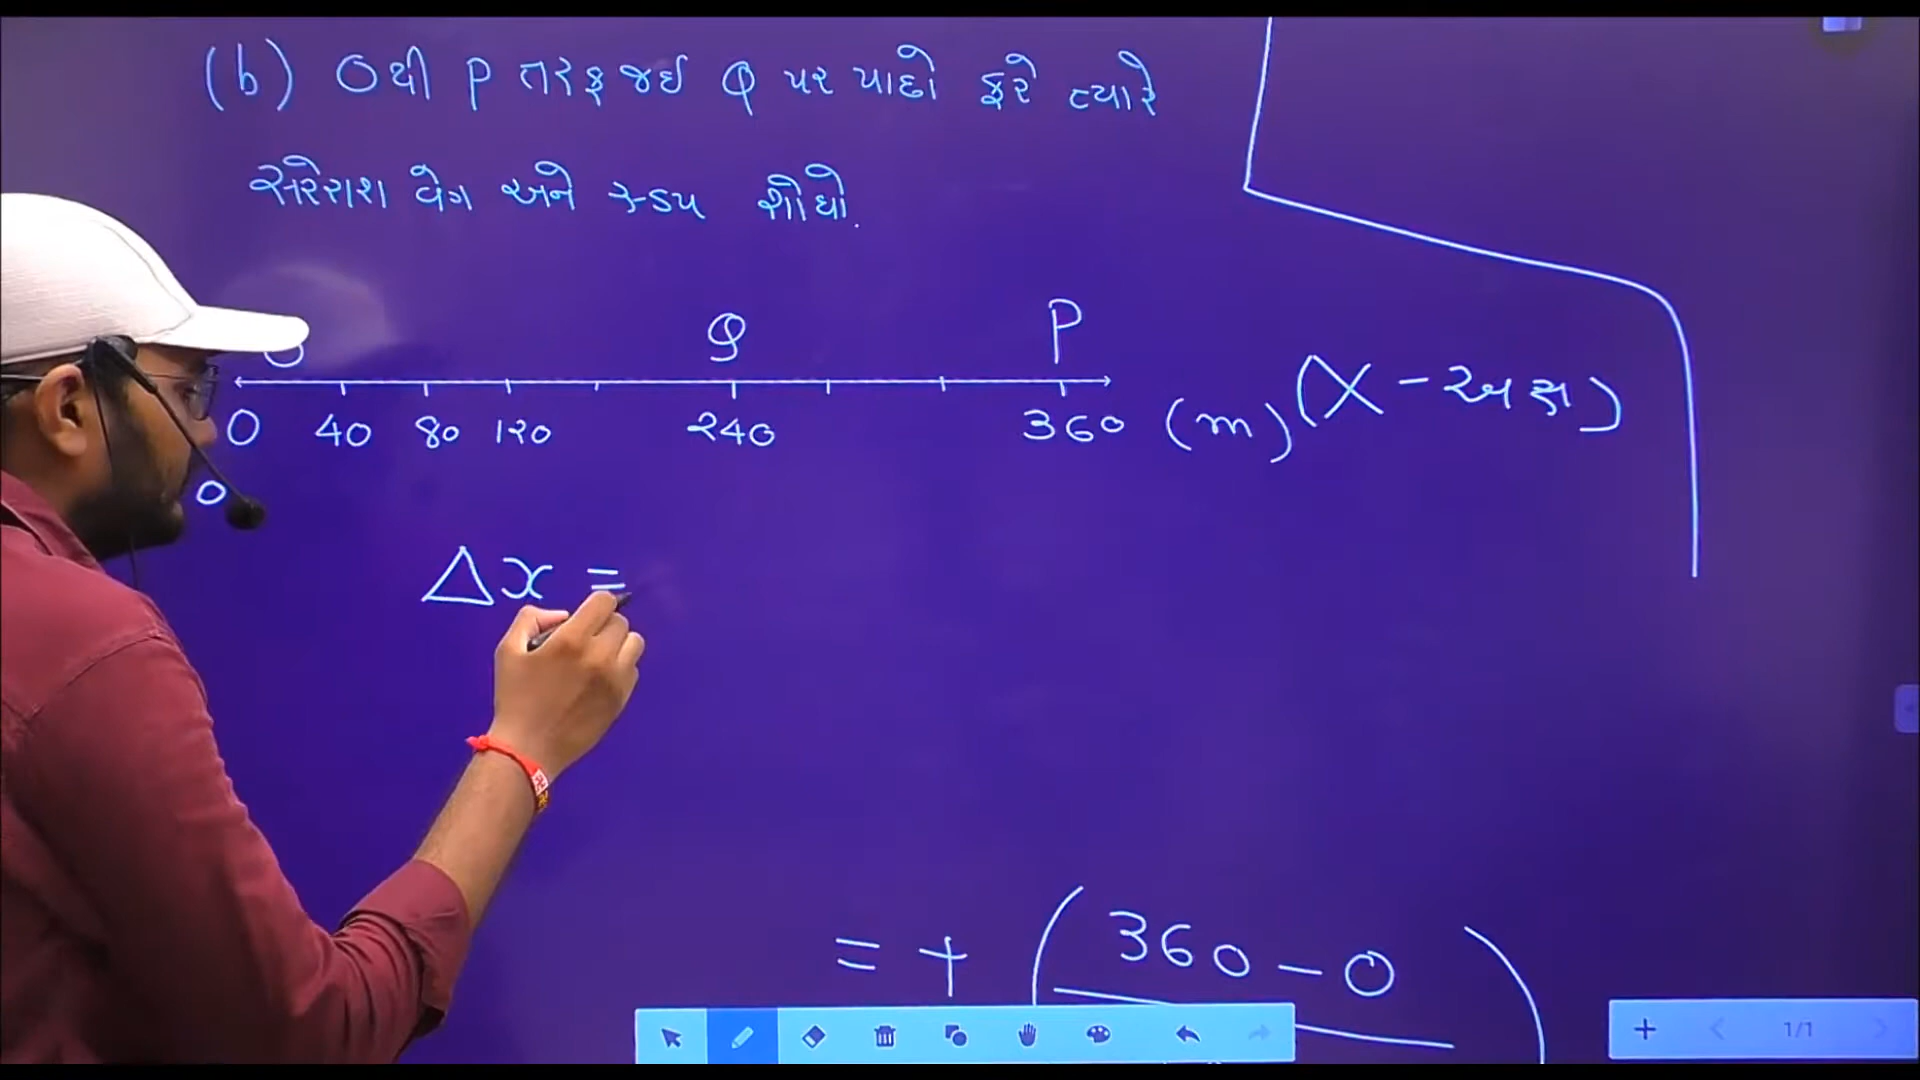 (b) O થી P તરફ જઈ Q પર પાછો ફરે ત્યારે
સરેરાશ વેગ અને ઝડપ શોધો.
Q P
0 40 80 120 240 360 (m) (X-અક્ષ)
0
Δx =
= + (360 - 0)
1/1